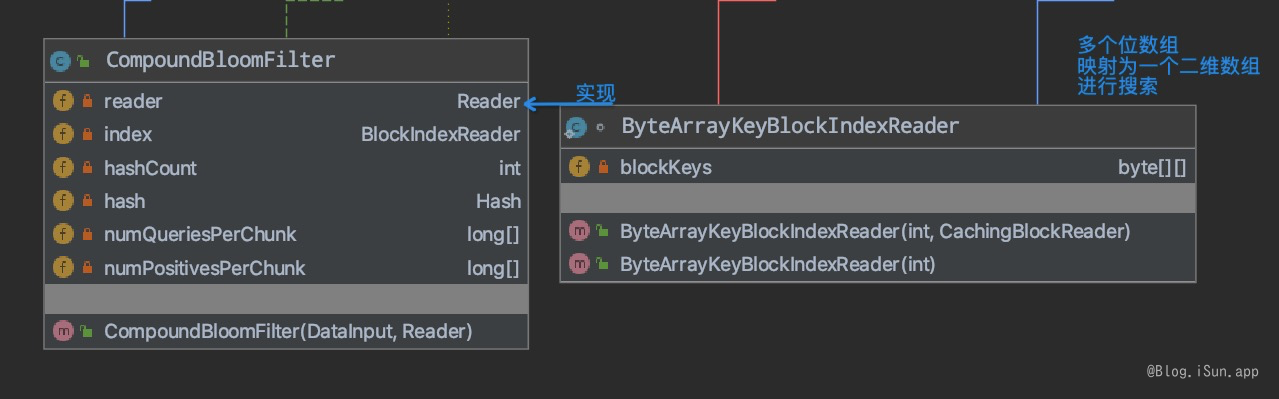 CompoundBloomFilter
reader Reader
index BlockIndexReader
hashCount int
hash Hash
numQueriesPerChunk long[]
numPositivesPerChunk long[]
CompoundBloomFilter(DataInput, Reader)
实现
多个位数组
映射为一个二维数组
进行搜索
ByteArrayKeyBlockIndexReader
blockKeys byte[][]
ByteArrayKeyBlockIndexReader(int, CachingBlockReader)
ByteArrayKeyBlockIndexReader(int)
@Blog.iSun.app